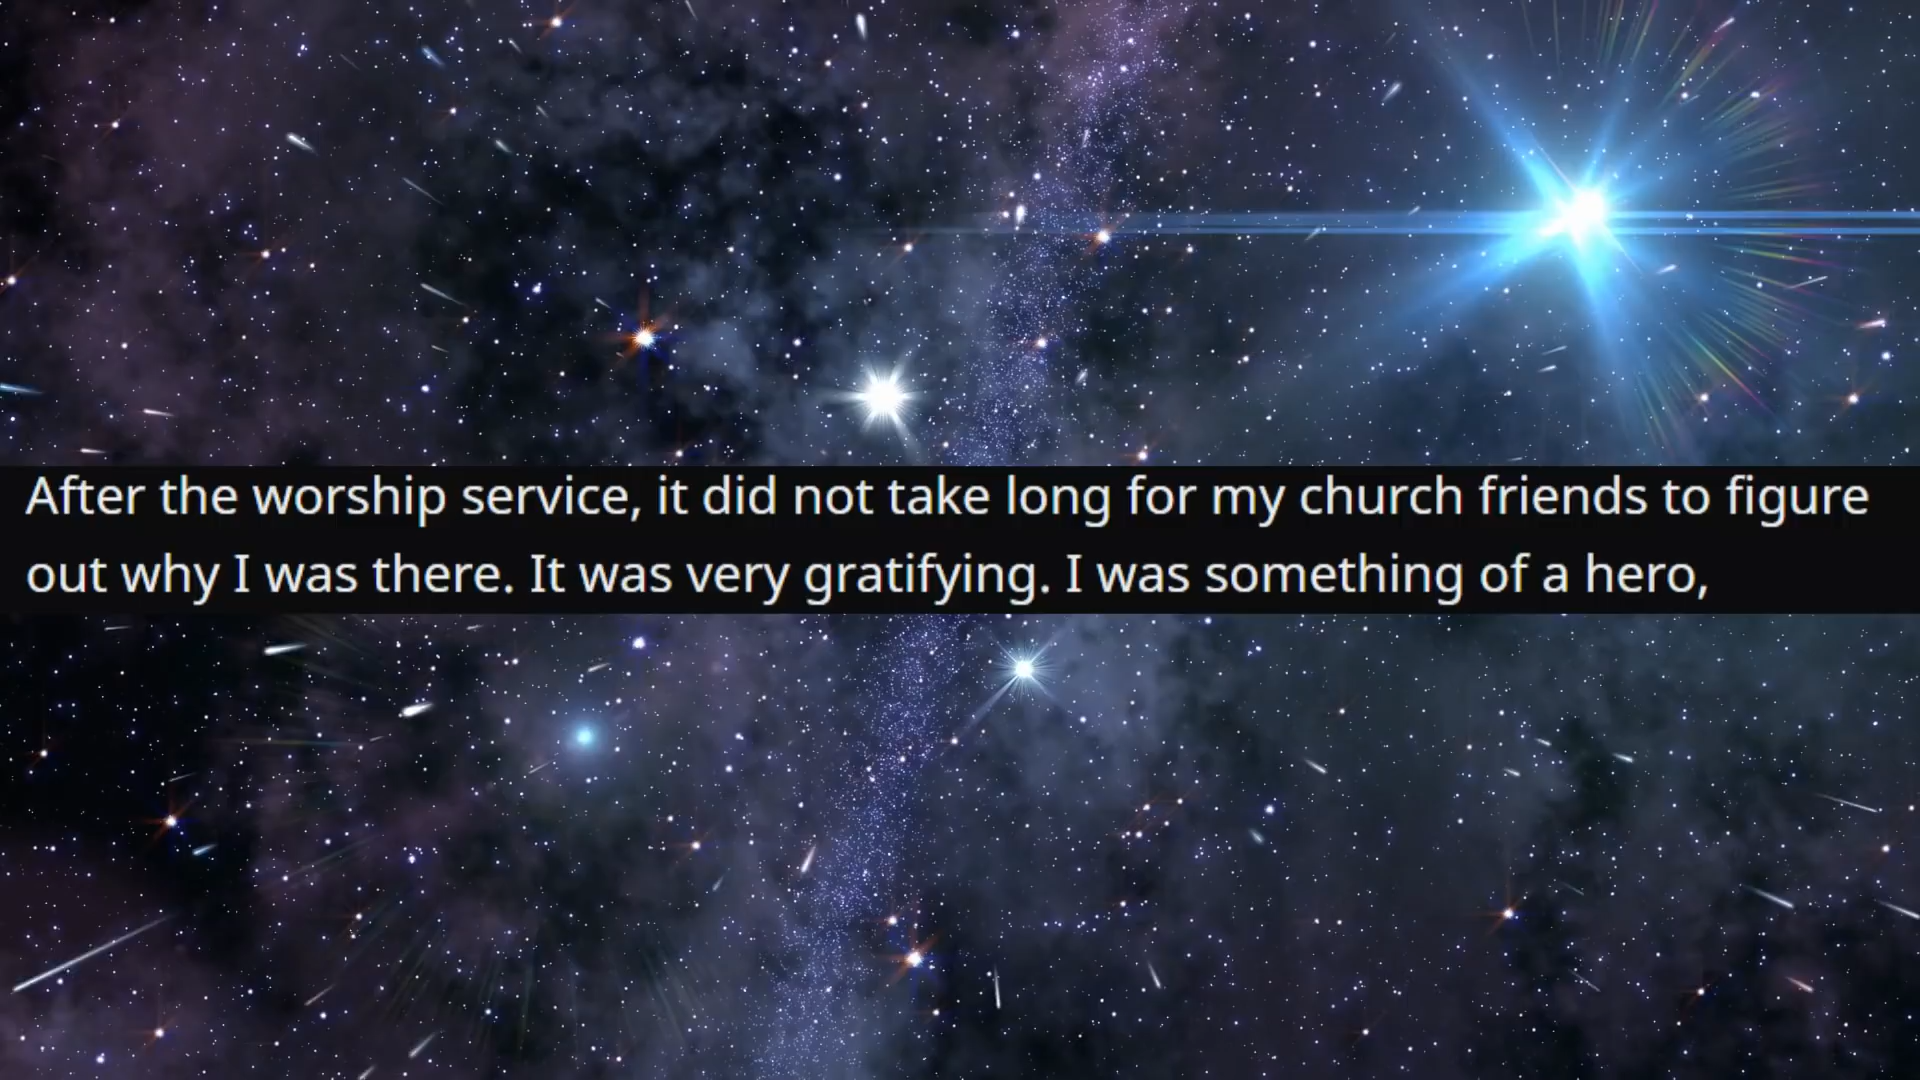 After the worship service, it did not take long for my church friends to figure
out why I was there. It was very gratifying. I was something of a hero,